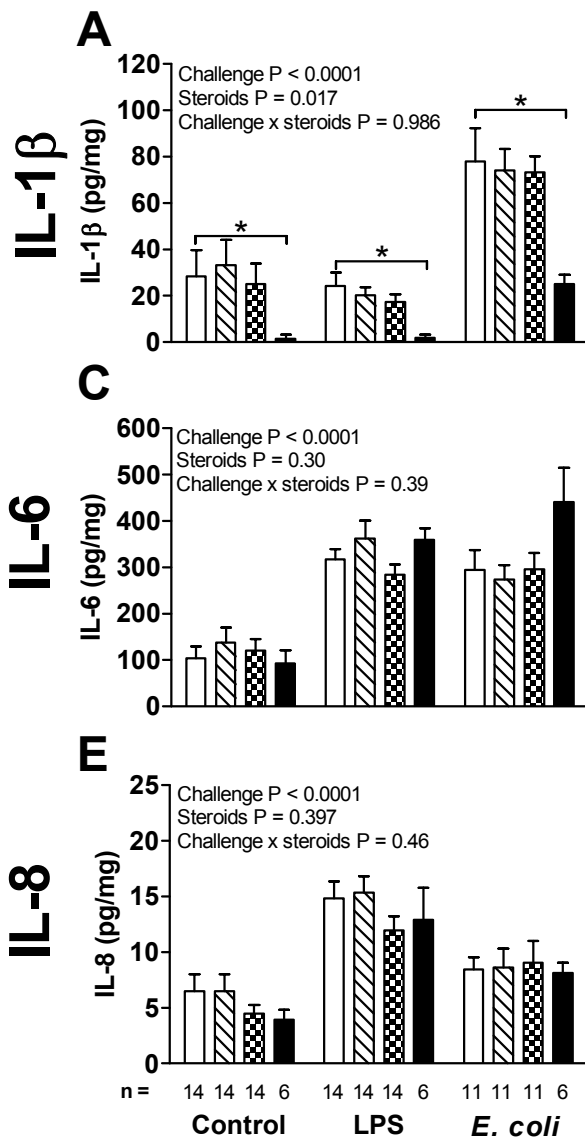 A
IL-1β
IL-1β (pg/mg)
120
100
80
60
40
20
0
Challenge P < 0.0001
Steroids P = 0.017
Challenge x steroids P = 0.986
*
*
*
C
IL-6
IL-6 (pg/mg)
600
500
400
300
200
100
0
Challenge P < 0.0001
Steroids P = 0.30
Challenge x steroids P = 0.39
E
IL-8
IL-8 (pg/mg)
25
20
15
10
5
0
Challenge P < 0.0001
Steroids P = 0.397
Challenge x steroids P = 0.46
n = 14 14 14 6 14 14 14 6 11 11 11 6
Control LPS E. coli